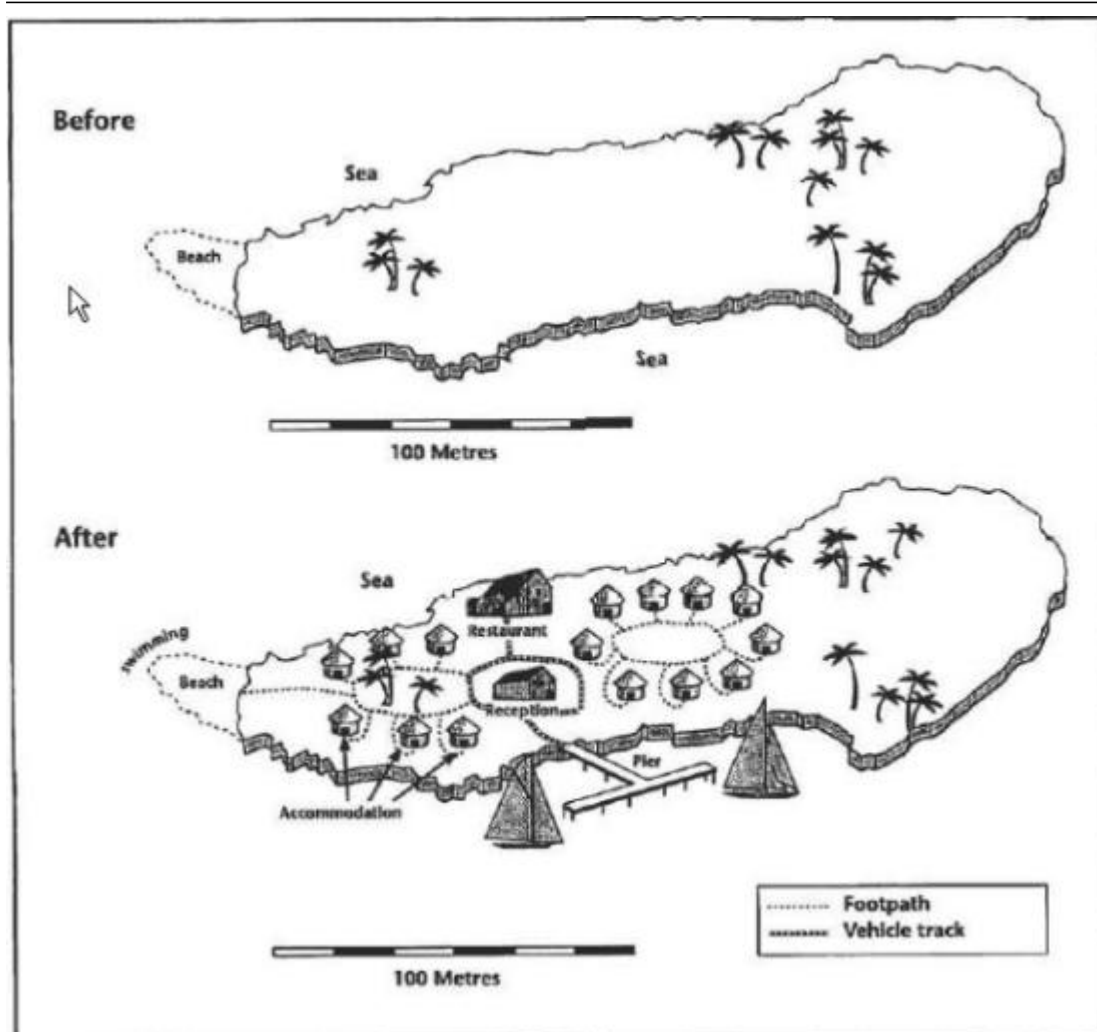 Before
Sea
Beach
Sea
100 Metres
After
Sea
Restaurant
swimming
Beach
Reception
Pier
Accommodation
Footpath
Vehicle track
100 Metres